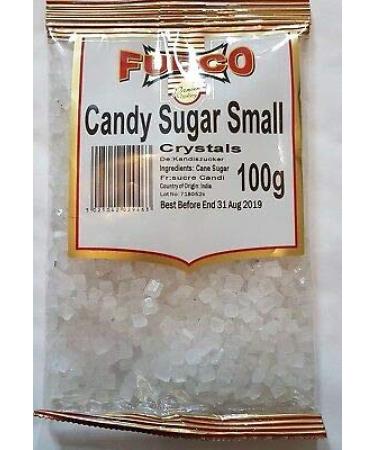 FUDCO
Candy Sugar Small
Crystals
De:Kandiszucker
Ingredients: Cane Sugar
Fr:sucre Candi
100g
Country of Origin: India
Best Before End 31 Aug 2019